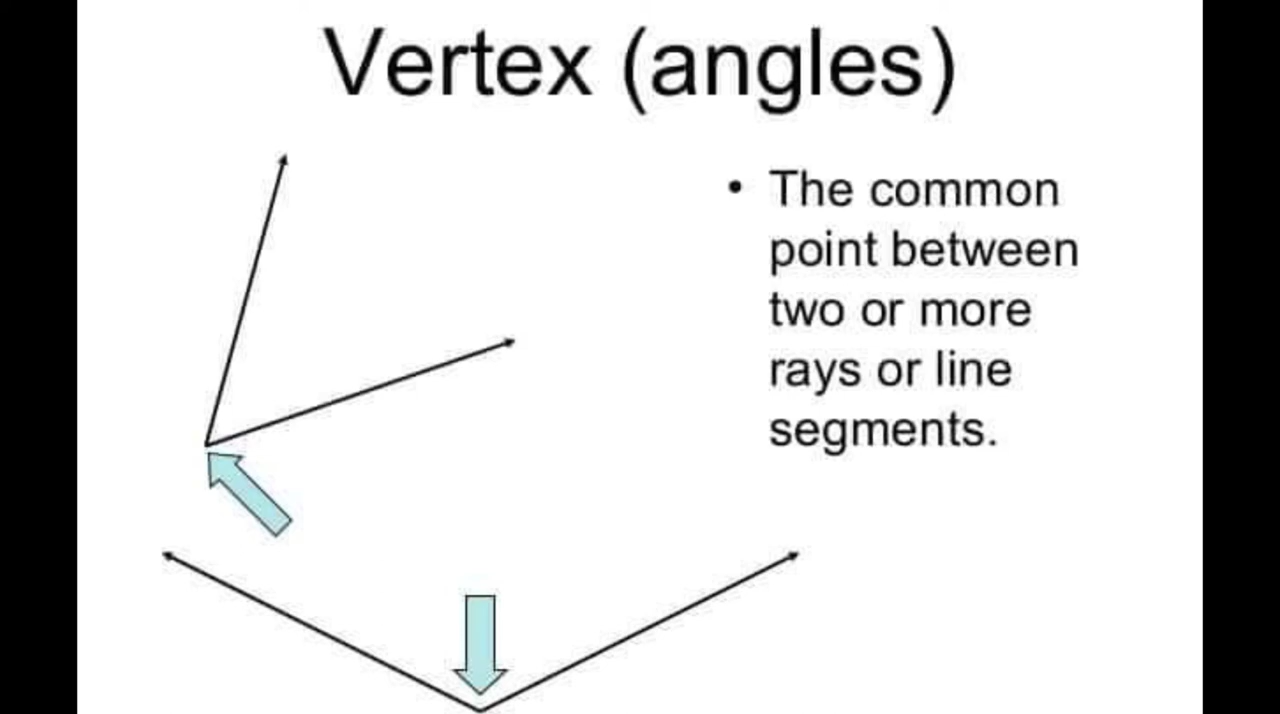 Vertex (angles)
• The common
point between
two or more
rays or line
segments.